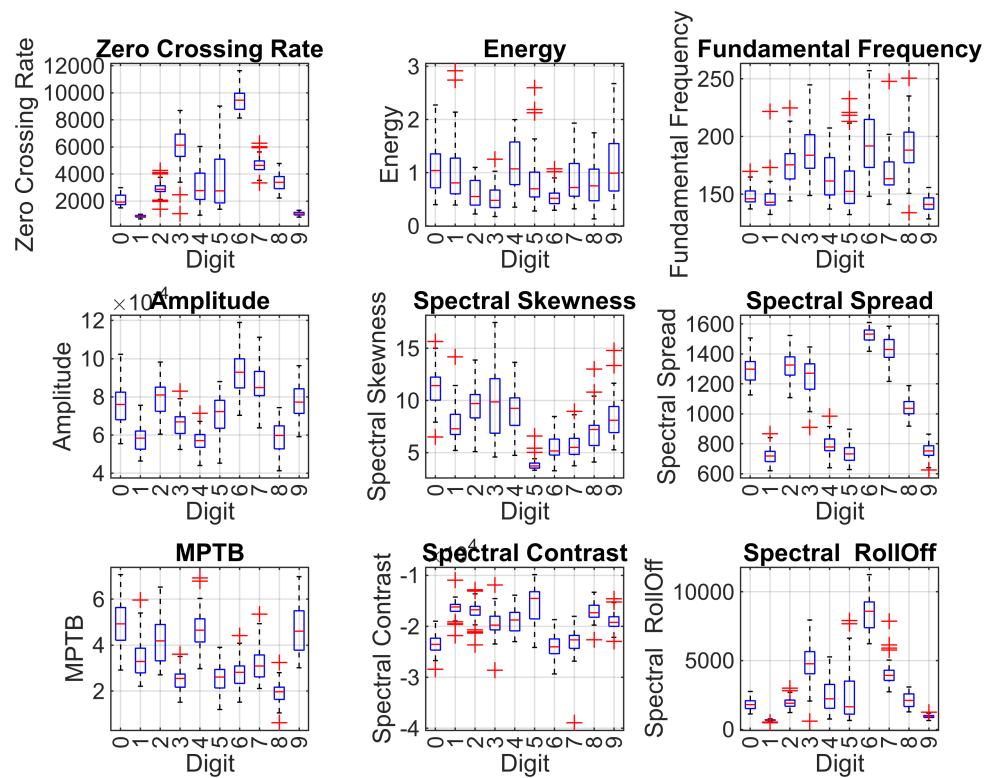 Zero Crossing Rate
Zero Crossing Rate
12000
10000
8000
6000
4000
2000
0 1 2 3 4 5 6 7 8 9
Digit
Energy
Energy
3
2
1
0
0 1 2 3 4 5 6 7 8 9
Digit
Fundamental Frequency
Fundamental Frequency
250
200
150
0 1 2 3 4 5 6 7 8 9
Digit
Amplitude
×10⁻⁴
Amplitude
12
10
8
6
4
0 1 2 3 4 5 6 7 8 9
Digit
Spectral Skewness
Spectral Skewness
15
10
5
0 1 2 3 4 5 6 7 8 9
Digit
Spectral Spread
Spectral Spread
1600
1400
1200
1000
800
600
0 1 2 3 4 5 6 7 8 9
Digit
MPTB
MPTB
6
4
2
0 1 2 3 4 5 6 7 8 9
Digit
Spectral Contrast
Spectral Contrast
-1
-2
-3
-4
0 1 2 3 4 5 6 7 8 9
Digit
Spectral RollOff
Spectral RollOff
10000
5000
0
0 1 2 3 4 5 6 7 8 9
Digit